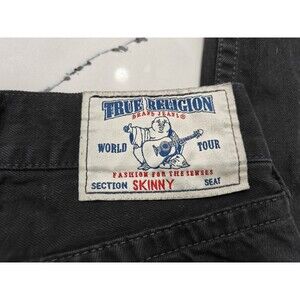 TRUE RELIGION
BRAND JEANS®
WORLD TOUR
FASHION FOR THE SENSES
SECTION SKINNY SEAT